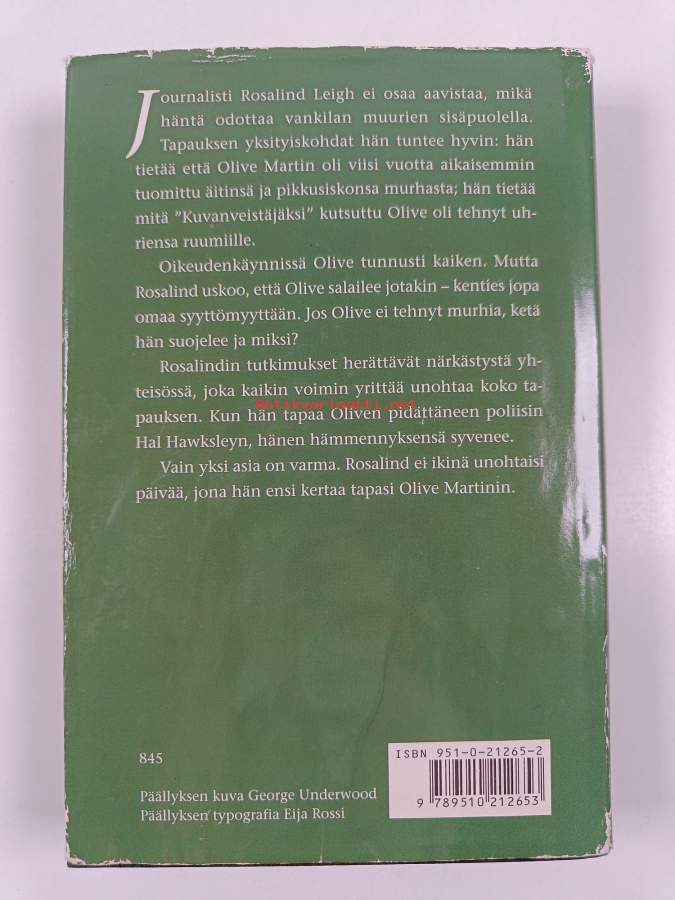 Journalisti Rosalind Leigh ei osaa aavistaa, mikä
häntä odottaa vankilan muurien sisäpuolella.
Tapauksen yksityiskohdat hän tuntee hyvin: hän
tietää että Olive Martin oli viisi vuotta aikaisemmin
tuomittu äitinsä ja pikkusiskonsa murhasta; hän tietää
mitä ”Kuvanveistäjäksi” kutsuttu Olive oli tehnyt uh-
riensa ruumiille.
Oikeudenkäynnissä Olive tunnusti kaiken. Mutta
Rosalind uskoo, että Olive salailee jotakin – kenties jopa
omaa syyttömyyttään. Jos Olive ei tehnyt murhia, ketä
hän suojelee ja miksi?
Rosalindin tutkimukset herättävät närkästystä yh-
teisössä, joka kaikin voimin yrittää unohtaa koko ta-
pauksen. Kun hän tapaa Oliven pidättäneen poliisin
Antikvariaatti.net
Hal Hawksleyn, hänen hämmennyksensä syvenee.
Vain yksi asia on varma. Rosalind ei ikinä unohtaisi
päivää, jona hän ensi kertaa tapasi Olive Martinin.
845
ISBN 951-0-21265-2
9 789510 212653
Päällyksen kuva George Underwood
Päällyksen typografia Eija Rossi